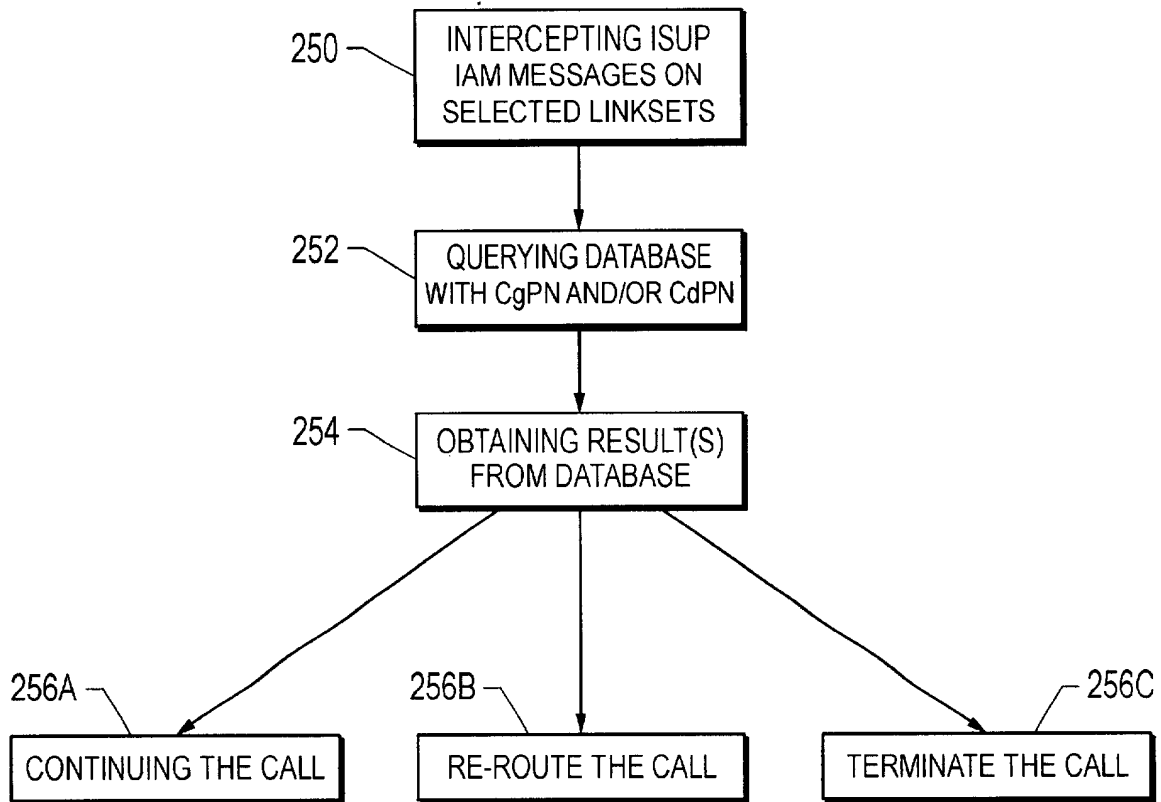 250
INTERCEPTING ISUP
IAM MESSAGES ON
SELECTED LINKSETS
252
QUERYING DATABASE
WITH CgPN AND/OR CdPN
254
OBTAINING RESULT(S)
FROM DATABASE
256A
CONTINUING THE CALL
256B
RE-ROUTE THE CALL
256C
TERMINATE THE CALL